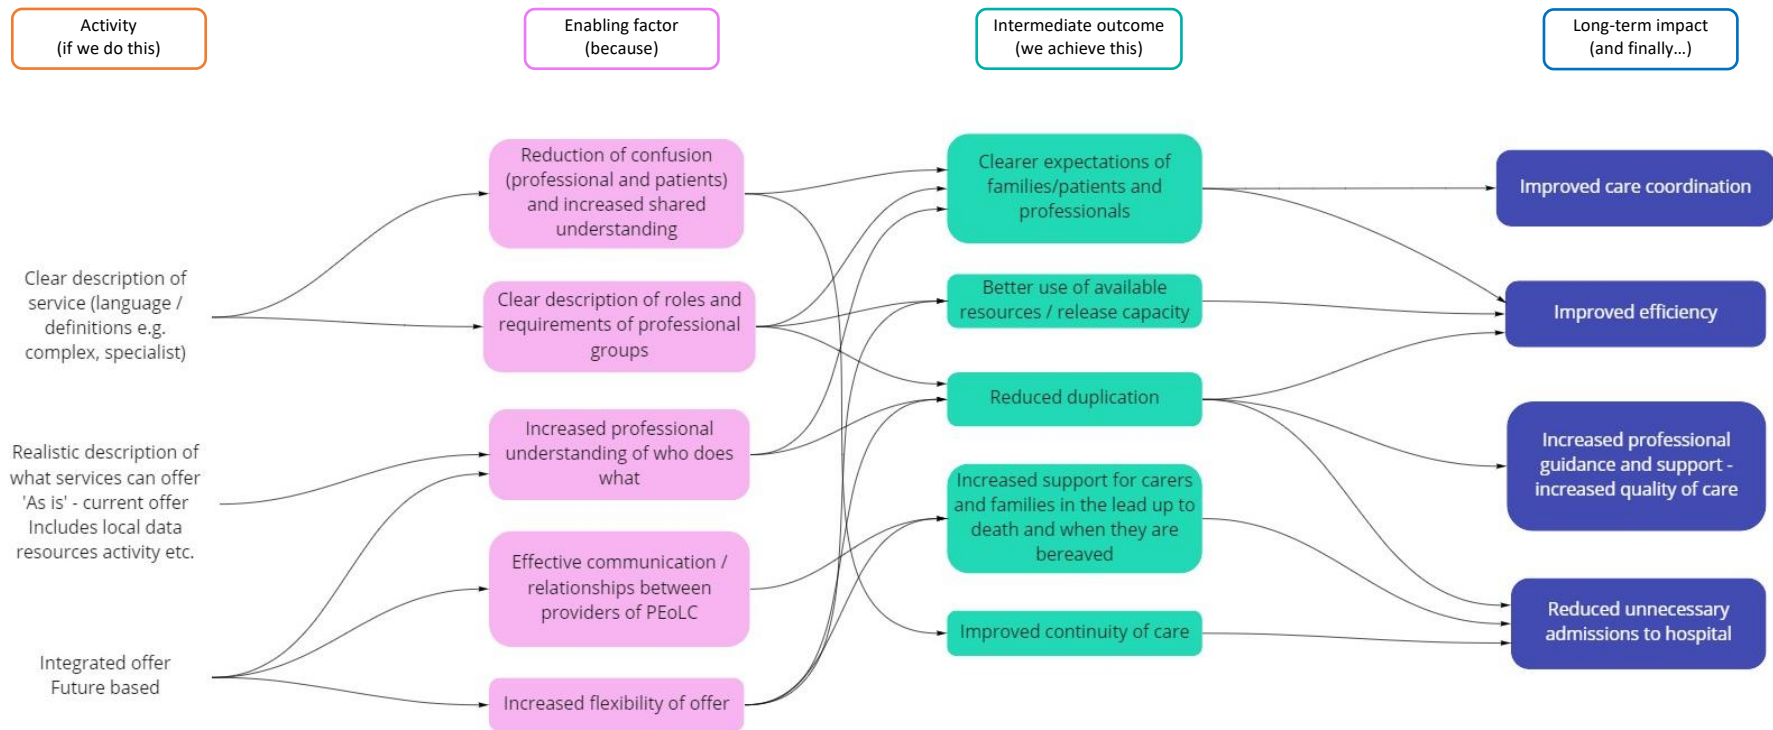 Activity
(if we do this)
Enabling factor
(because)
Intermediate outcome
(we achieve this)
Long-term impact
(and finally…)
Clear description of
service (language /
definitions e.g.
complex, specialist)
Realistic description of
what services can offer
'As is' - current offer
Includes local data
resources activity etc.
Integrated offer
Future based
Reduction of confusion
(professional and patients)
and increased shared
understanding
Clear description of roles and
requirements of professional
groups
Increased professional
understanding of who does
what
Effective communication /
relationships between
providers of PEoLC
Increased flexibility of offer
Clearer expectations of
families/patients and
professionals
Better use of available
resources / release capacity
Reduced duplication
Increased support for carers
and families in the lead up to
death and when they are
bereaved
Improved continuity of care
Improved care coordination
Improved efficiency
Increased professional
guidance and support -
increased quality of care
Reduced unnecessary
admissions to hospital